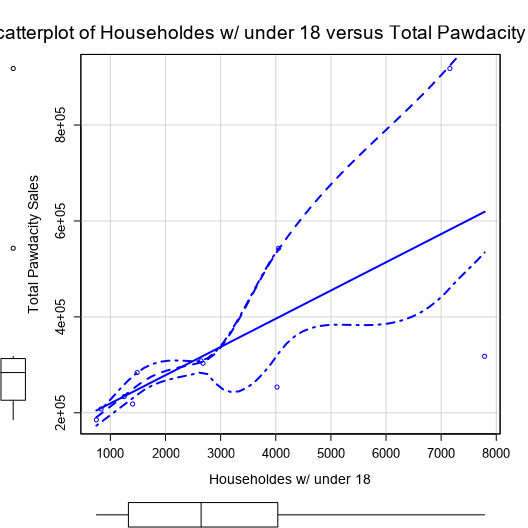 catterplot of Householdes w/ under 18 versus Total Pawdacity
8e+05
6e+05
4e+05
2e+05
Total Pawdacity Sales
1000 2000 3000 4000 5000 6000 7000 8000
Householdes w/ under 18